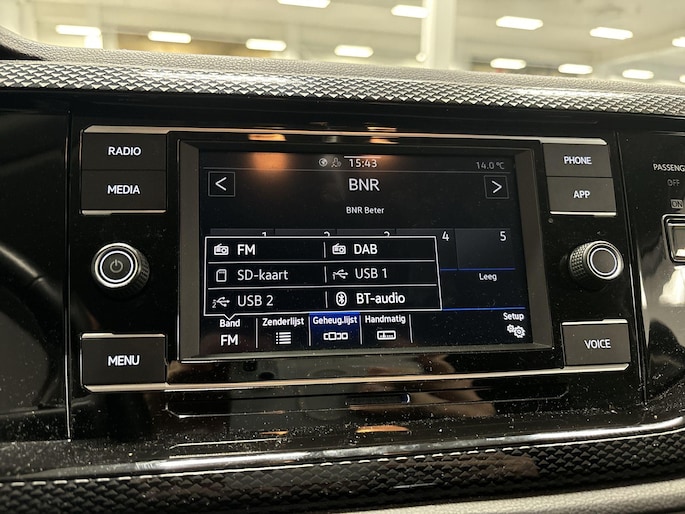 RADIO
MEDIA
MENU
15:43
14.0°C
BNR
BNR Beter
1 2 3 4 5
FM
DAB
SD-kaart
USB 1
2 USB 2
BT-audio
Leeg
Band
FM
Zenderlijst
Geheug.lijst
Handmatig
Setup
PHONE
APP
VOICE
PASSENG
OFF
ON